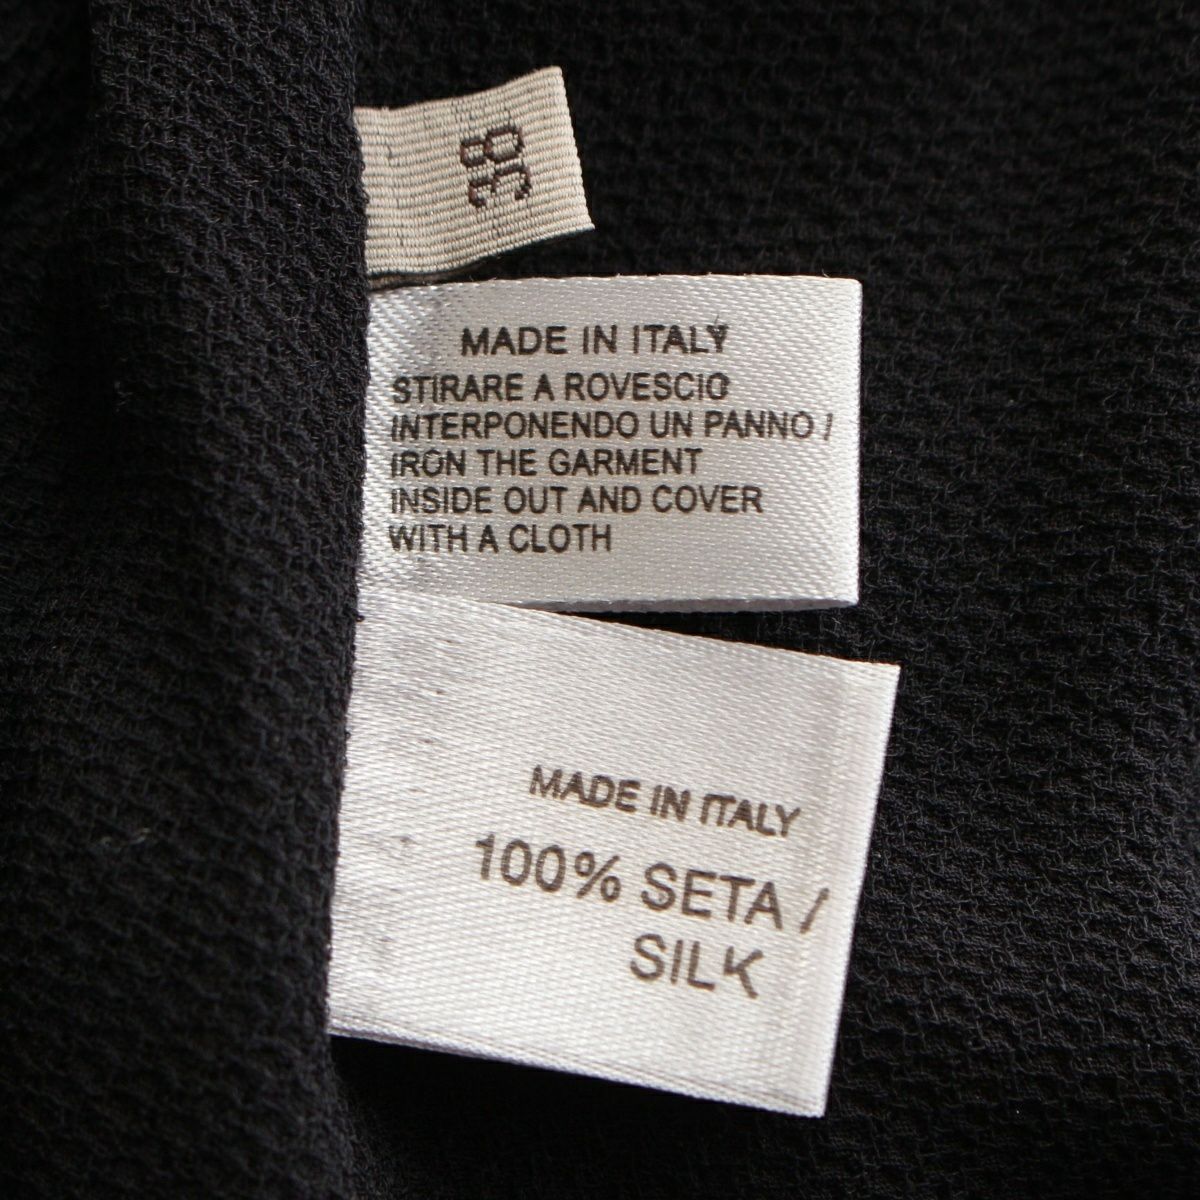 38
MADE IN ITALY
STIRARE A ROVESCIO
INTERPONENDO UN PANNO /
IRON THE GARMENT
INSIDE OUT AND COVER
WITH A CLOTH
MADE IN ITALY
100% SETA /
SILK